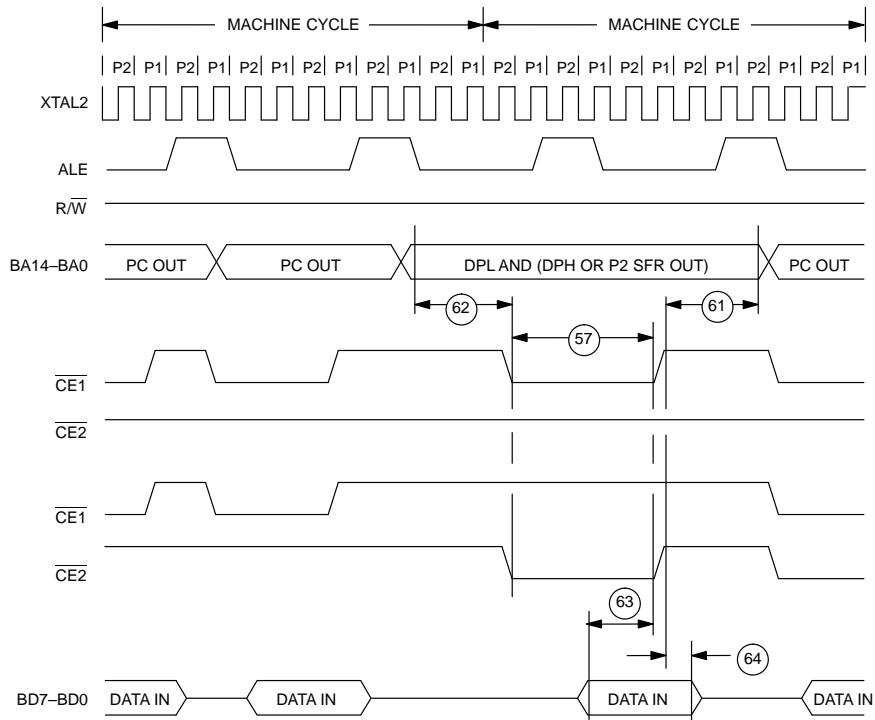 MACHINE CYCLE MACHINE CYCLE
P2 P1 P2 P1 P2 P1 P2 P1 P2 P1 P2 P1 P2 P1 P2 P1 P2 P1 P2 P1 P2 P1 P2 P1
XTAL2
ALE
R/W
BA14–BA0 PC OUT PC OUT DPL AND (DPH OR P2 SFR OUT) PC OUT
62 61
57
CE1
CE2
CE1
CE2
63
64
BD7–BD0 DATA IN DATA IN DATA IN DATA IN